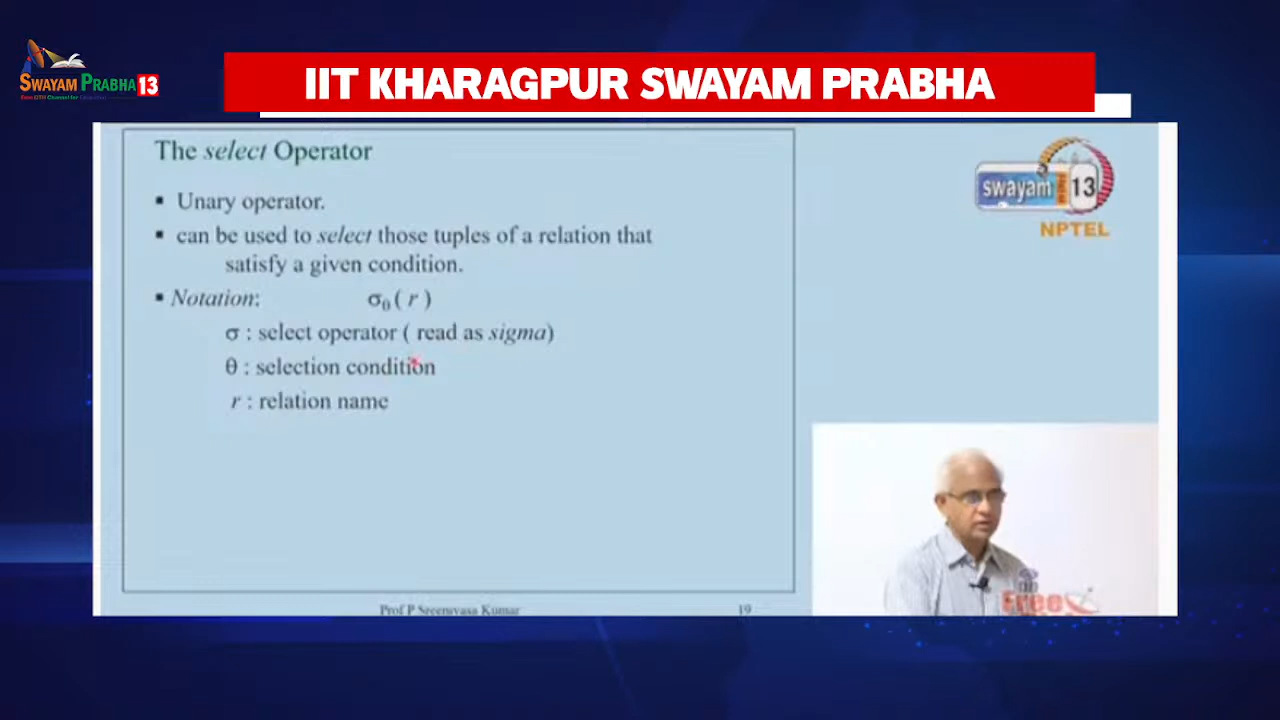 SWAYAM PRABHA 13
IIT KHARAGPUR SWAYAM PRABHA
The select Operator
swayam 13
NPTEL
▪ Unary operator.
▪ can be used to select those tuples of a relation that
satisfy a given condition.
▪ Notation: σθ ( r )
σ : select operator ( read as sigma)
θ : selection condition
r : relation name
Free
Prof P Sreenivasa Kumar
19